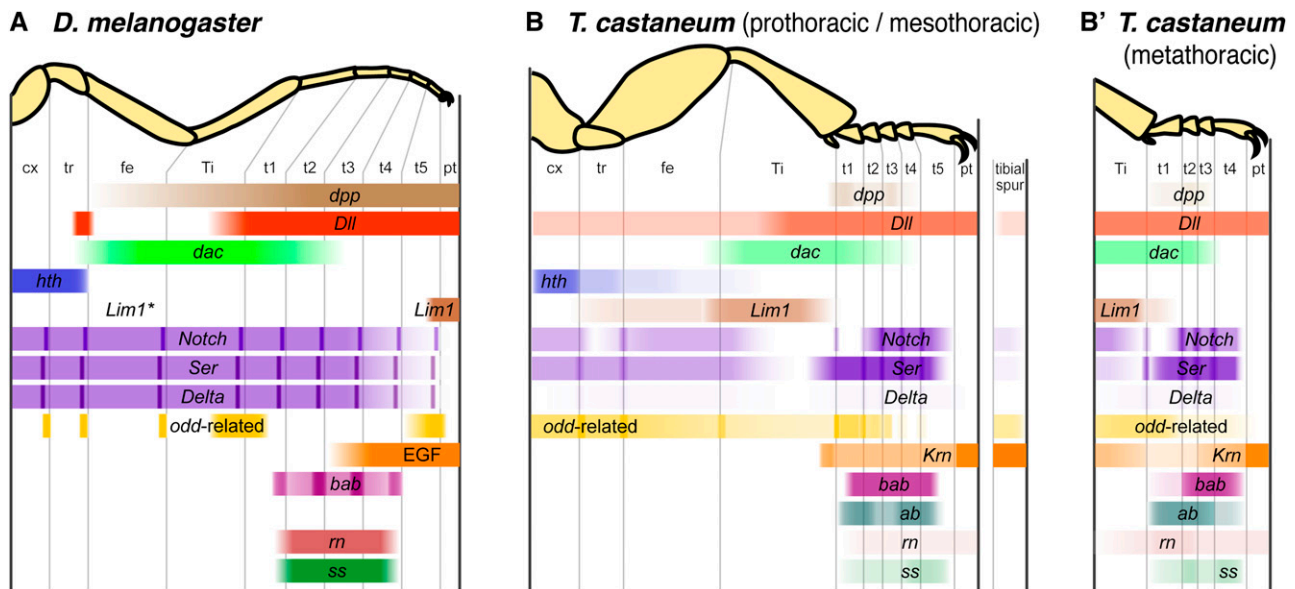 A D. melanogaster
B T. castaneum (prothoracic / mesothoracic)
B' T. castaneum
(metathoracic)
cx tr fe Ti t1 t2 t3 t4 t5 pt
dpp
Dll
dac
hth
Lim1* Lim1
Notch
Ser
Delta
odd-related
EGF
bab
rn
ss
cx tr fe Ti t1 t2 t3 t4 t5 pt
tibial
spur
dpp
Dll
dac
hth
Lim1
Notch
Ser
Delta
odd-related
Krn
bab
ab
rn
ss
Ti t1 t2 t3 t4 pt
dpp
Dll
dac
Lim1
Notch
Ser
Delta
odd-related
Krn
bab
ab
rn
ss